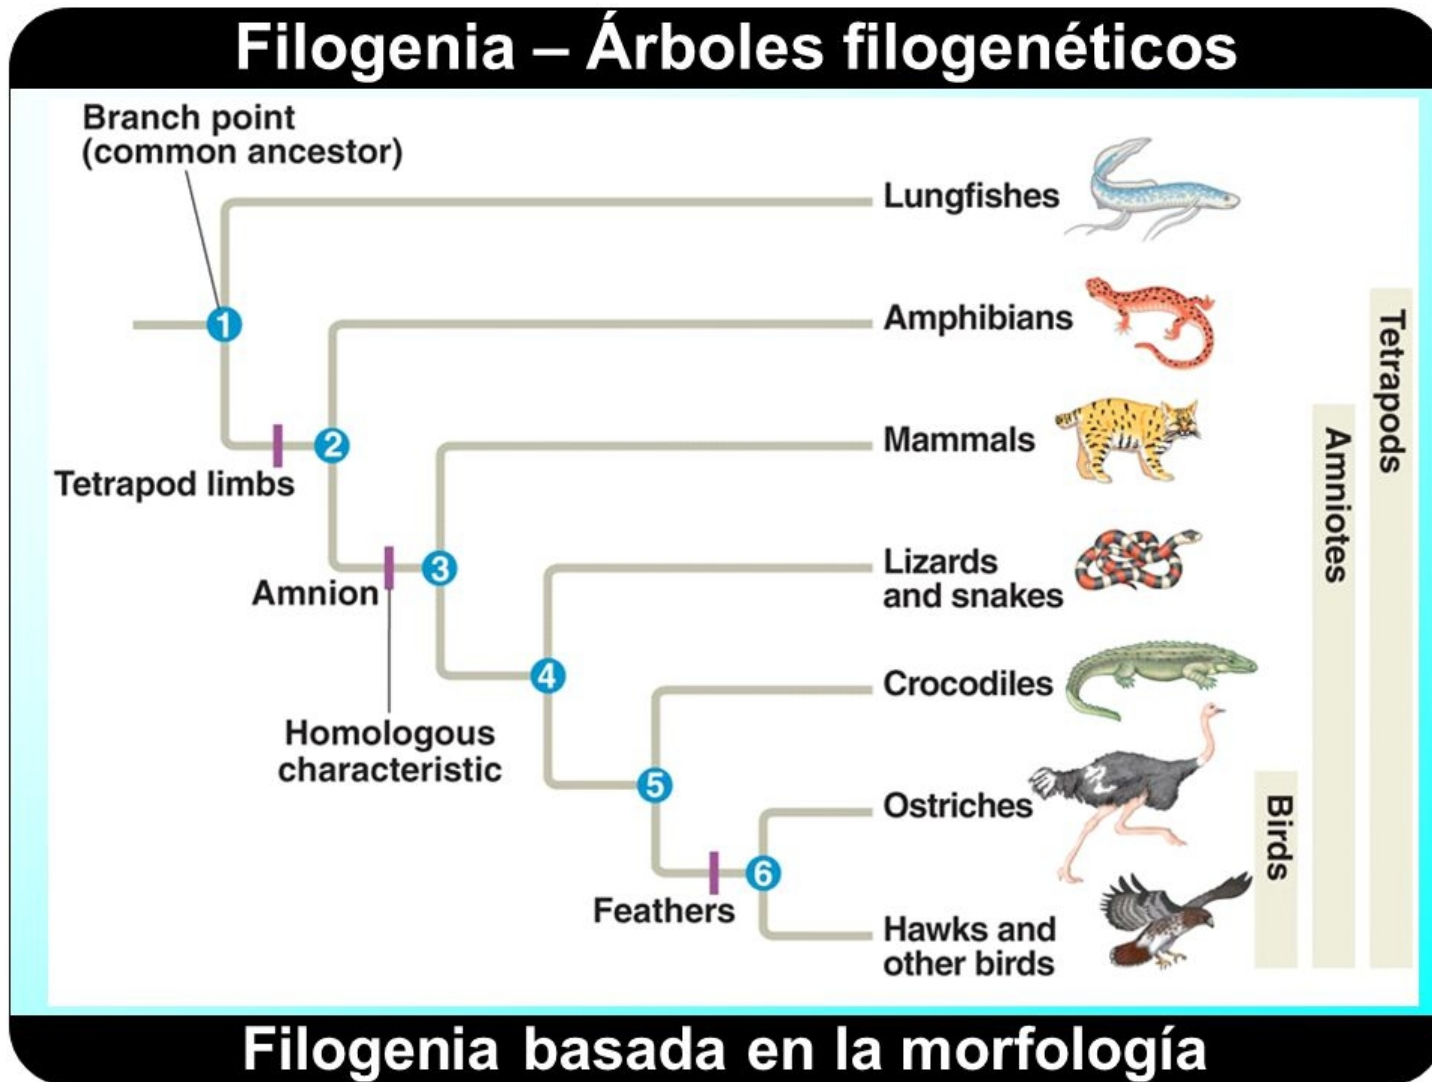 Filogenia – Árboles filogenéticos
Branch point
(common ancestor)
Lungfishes
1
Amphibians
Tetrapods
2
Mammals
Tetrapod limbs
Amniotes
3
Amnion
Lizards
and snakes
4
Crocodiles
Homologous
characteristic
5
Ostriches
Birds
6
Feathers
Hawks and
other birds
Filogenia basada en la morfología